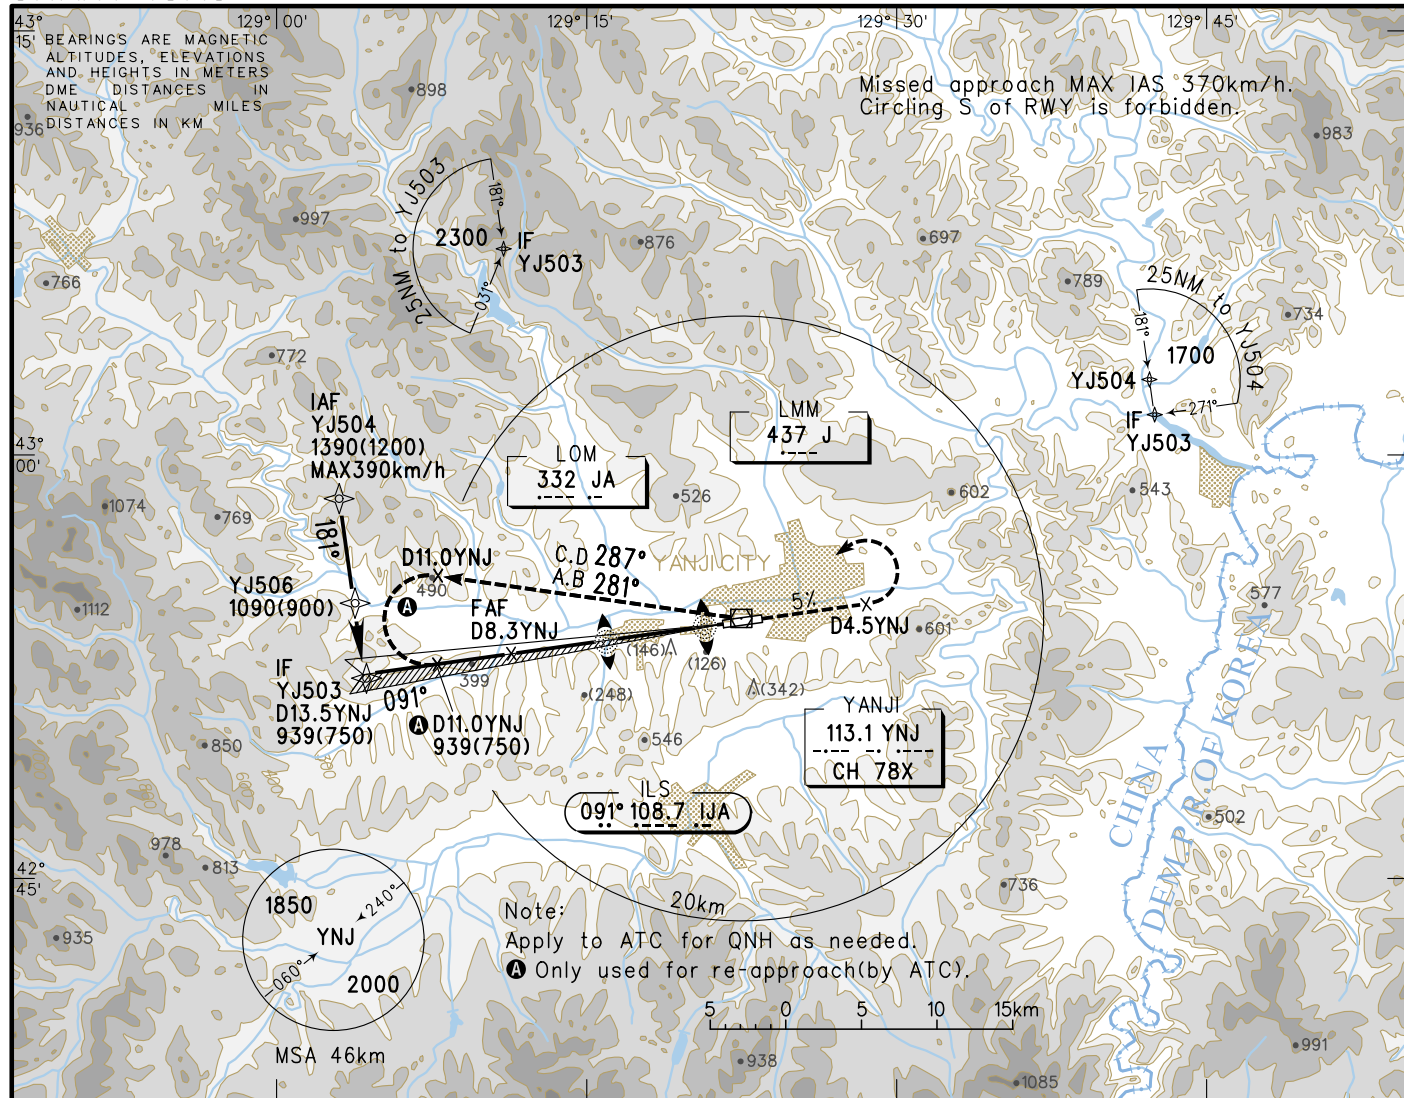 43°
15'
129° 00'
129° 15'
129° 30'
129° 45'
BEARINGS ARE MAGNETIC
ALTITUDES, ELEVATIONS
AND HEIGHTS IN METERS
DME DISTANCES IN
NAUTICAL MILES
DISTANCES IN KM
Missed approach MAX IAS 370km/h.
Circling S of RWY is forbidden.
936
898
983
25NM to YJ503
181°
2300
031°
IF
YJ503
997
876
697
766
789
734
25NM to YJ504
181°
1700
YJ504
271°
IF
YJ503
772
IAF
YJ504
1390(1200)
MAX390km/h
43°
00'
LMM
437 J
LOM
332 JA
526
602
543
1074
769
181°
D11.0YNJ
490
C.D 287°
A.B 281°
YANJI CITY
YJ506
1090(900)
1112
FAF
D8.3YNJ
5%
D4.5YNJ
577
601
(146)
(126)
IF
YJ503
D13.5YNJ
939(750)
091°
399
(248)
(342)
A
A D11.0YNJ
939(750)
850
546
YANJI
113.1 YNJ
CH 78X
ILS
091° 108.7 IJA
CHINA
DEM.P.R.OF KOREA
502
978
813
42°
45'
736
20km
1850
240°
YNJ
060°
2000
MSA 46km
935
Note:
Apply to ATC for QNH as needed.
A Only used for re-approach(by ATC).
5 0 5 10 15km
938
991
1085